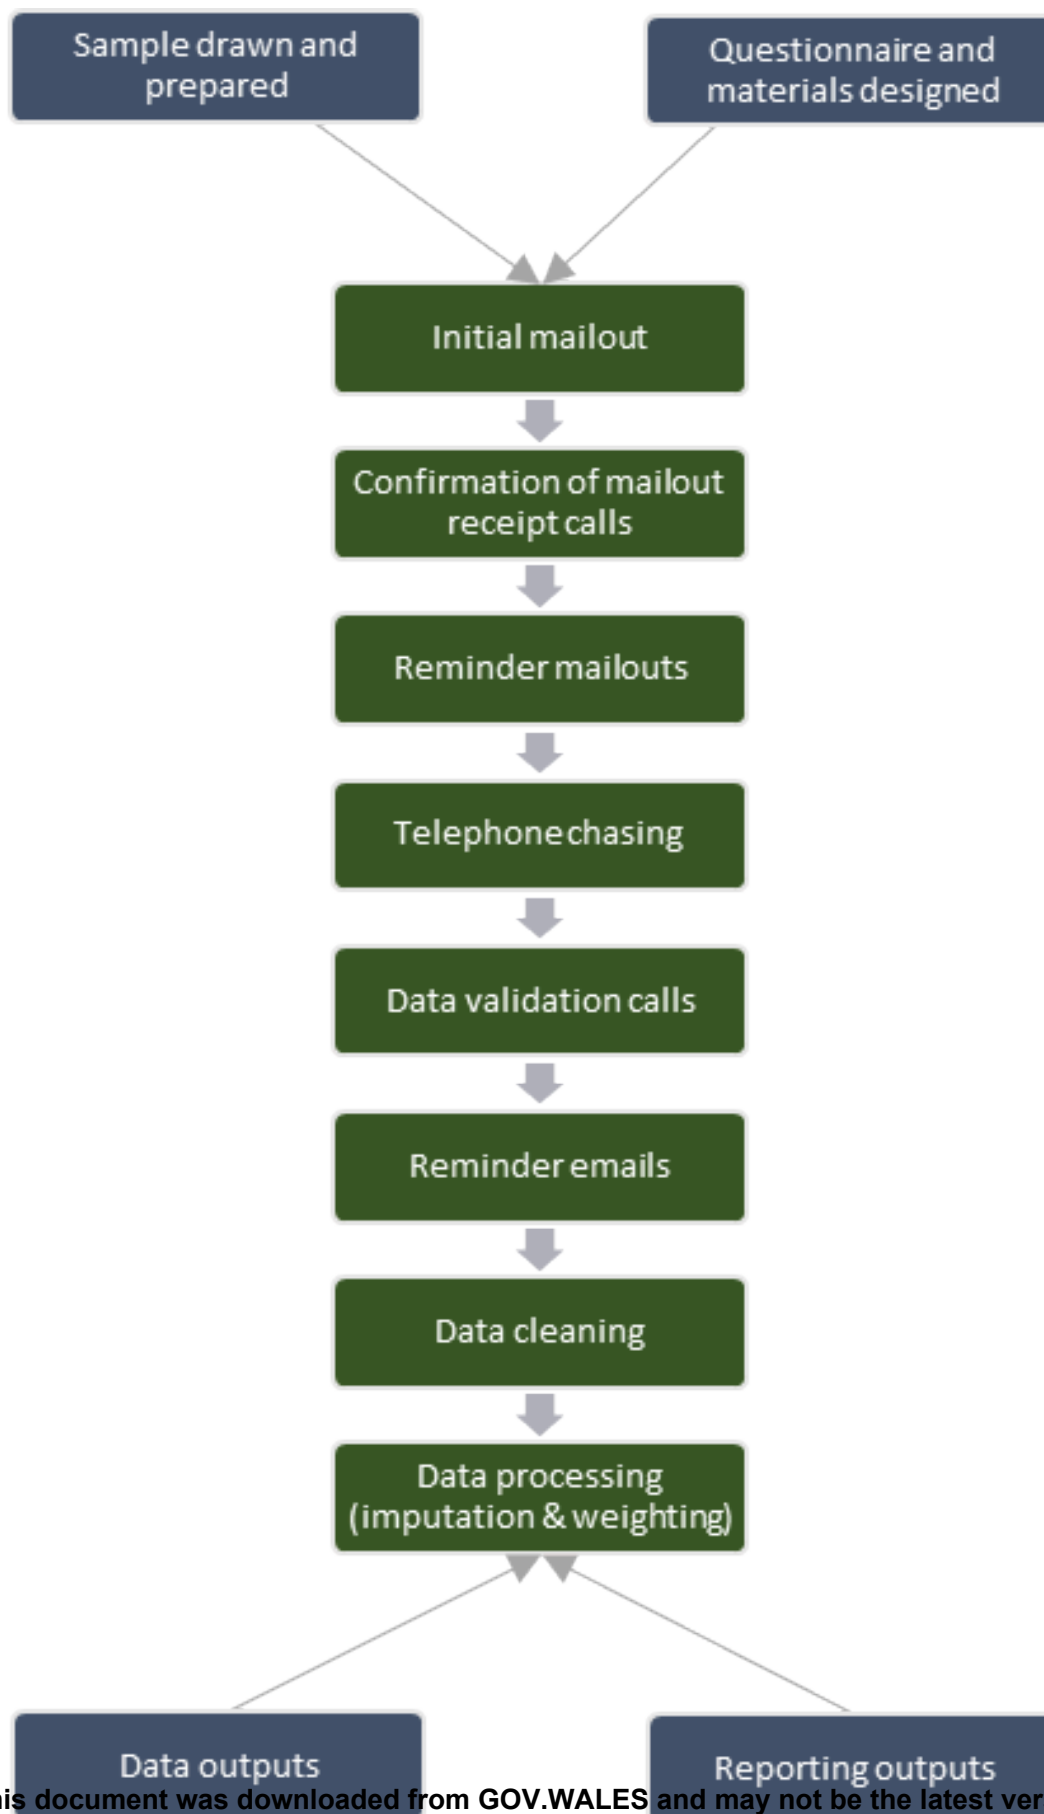 Sample drawn and
prepared
Questionnaire and
materials designed
Initial mailout
Confirmation of mailout
receipt calls
Reminder mailouts
Telephone chasing
Data validation calls
Reminder emails
Data cleaning
Data processing
(imputation & weighting)
Data outputs
Reporting outputs
his document was downloaded from GOV.WALES and may not be the latest ver